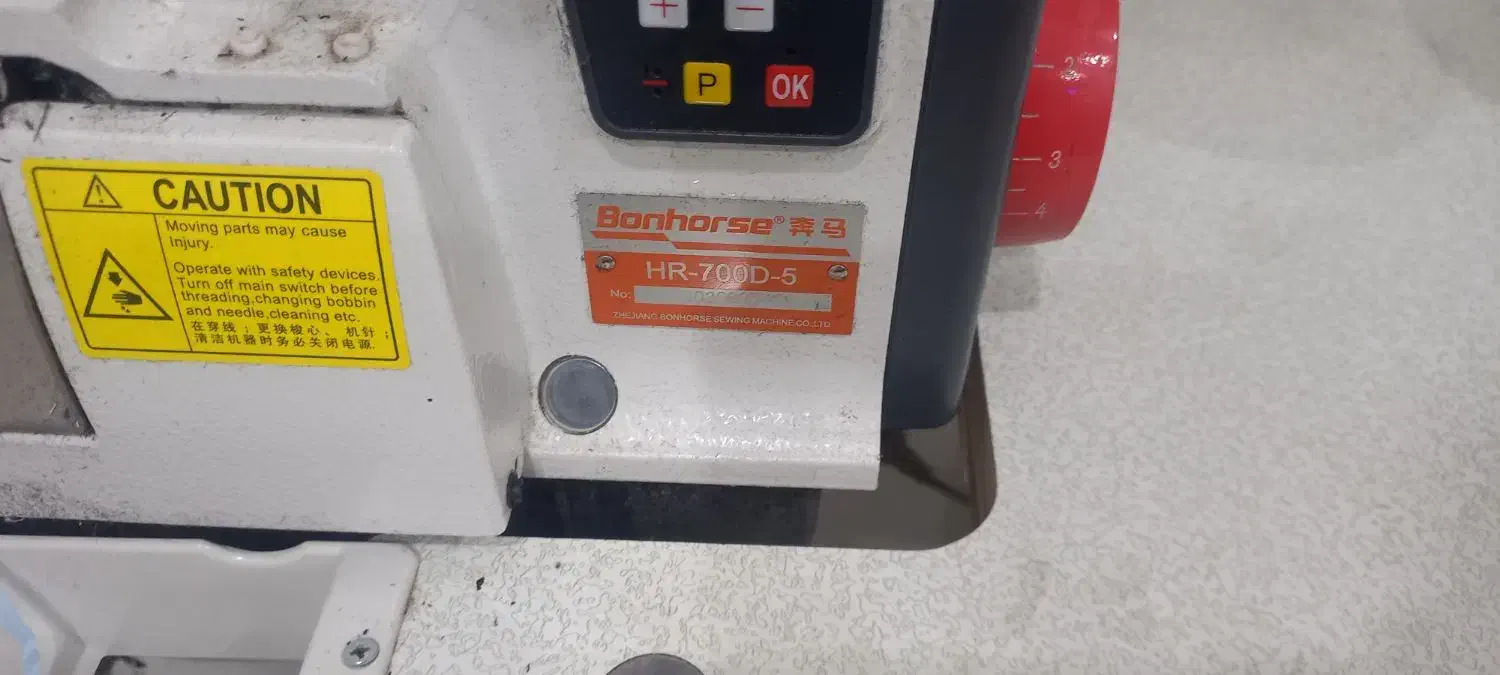 + −
P OK
2
3
4
CAUTION
Moving parts may cause
Injury.
Operate with safety devices.
Turn off main switch before
threading,changing bobbin
and needle,cleaning etc.
在穿线；更换梭心、机针；
清洁机器时务必关闭电源.
Bonhorse® 奔马
HR-700D-5
No:
ZHEJIANG BONHORSE SEWING MACHINE CO.,LTD